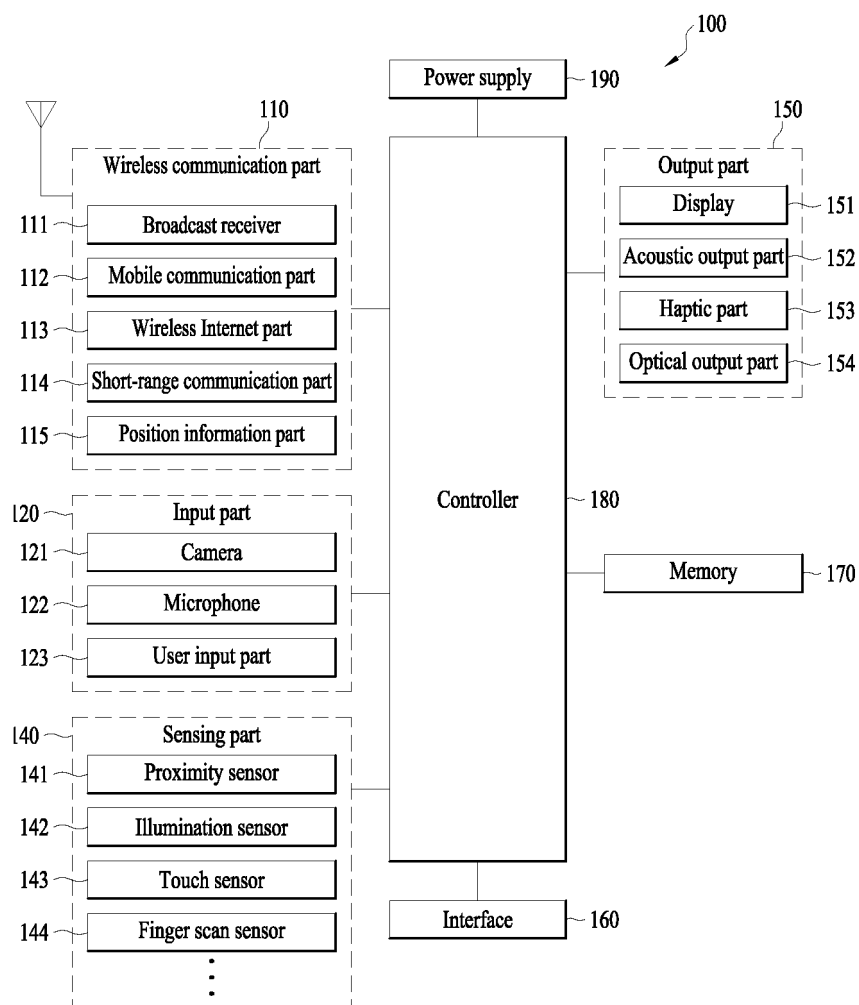 100
Power supply
190
110
150
Wireless communication part
Output part
111
Broadcast receiver
Display
151
112
Mobile communication part
Acoustic output part
152
113
Wireless Internet part
Haptic part
153
114
Short-range communication part
Optical output part
154
115
Position information part
Controller
180
120
Input part
121
Camera
Memory
170
122
Microphone
123
User input part
140
Sensing part
141
Proximity sensor
142
Illumination sensor
143
Touch sensor
144
Finger scan sensor
Interface
160